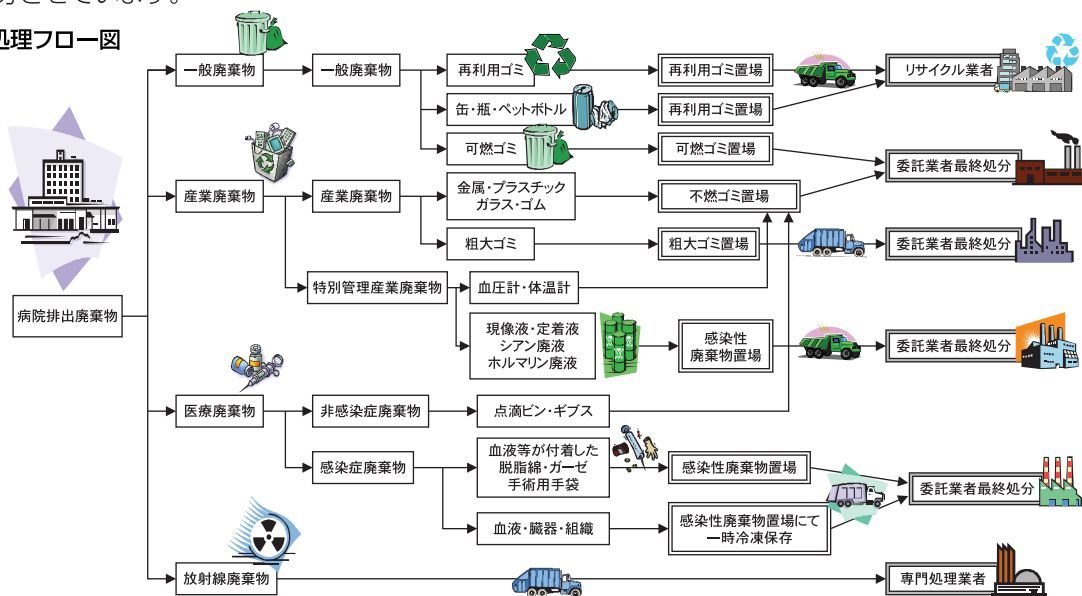 処理フロー図
一般廃棄物
一般廃棄物
再利用ゴミ
再利用ゴミ置場
リサイクル業者
缶・瓶・ペットボトル
再利用ゴミ置場
可燃ゴミ
可燃ゴミ置場
委託業者最終処分
産業廃棄物
産業廃棄物
金属・プラスチック
ガラス・ゴム
不燃ゴミ置場
粗大ゴミ
粗大ゴミ置場
委託業者最終処分
特別管理産業廃棄物
血圧計・体温計
病院排出廃棄物
現像液・定着液
シアン廃液
ホルマリン廃液
感染性
廃棄物置場
委託業者最終処分
医療廃棄物
非感染症廃棄物
点滴ビン・ギブス
感染症廃棄物
血液等が付着した
脱脂綿・ガーゼ
手術用手袋
感染性廃棄物置場
委託業者最終処分
血液・臓器・組織
感染性廃棄物置場にて
一時冷凍保存
放射線廃棄物
専門処理業者